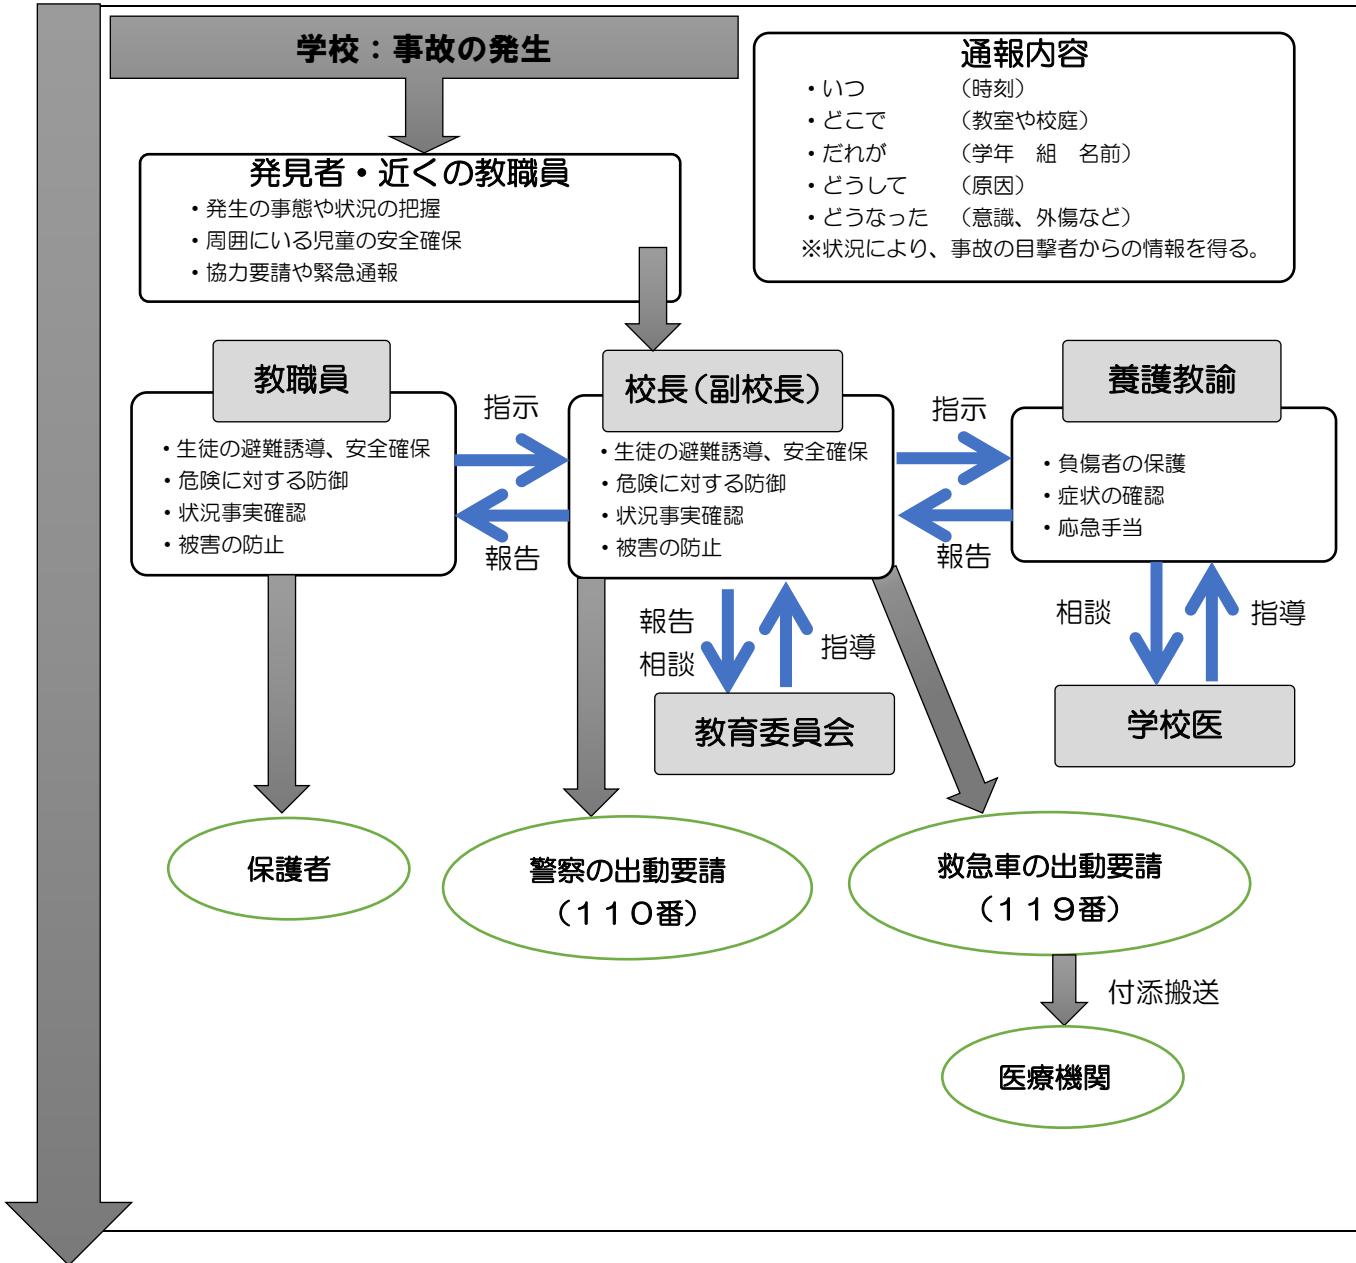 学校：事故の発生
通報内容
・いつ　　　　（時刻）
・どこで　　　（教室や校庭）
・だれが　　　（学年　組　名前）
・どうして　　（原因）
・どうなった　（意識、外傷など）
※状況により、事故の目撃者からの情報を得る。
発見者・近くの教職員
・発生の事態や状況の把握
・周囲にいる児童の安全確保
・協力要請や緊急通報
教職員
・生徒の避難誘導、安全確保
・危険に対する防御
・状況事実確認
・被害の防止
指示
報告
校長（副校長）
・生徒の避難誘導、安全確保
・危険に対する防御
・状況事実確認
・被害の防止
指示
報告
養護教諭
・負傷者の保護
・症状の確認
・応急手当
報告
相談
指導
相談
指導
教育委員会
学校医
保護者
警察の出動要請
（１１０番）
救急車の出動要請
（１１９番）
付添搬送
医療機関